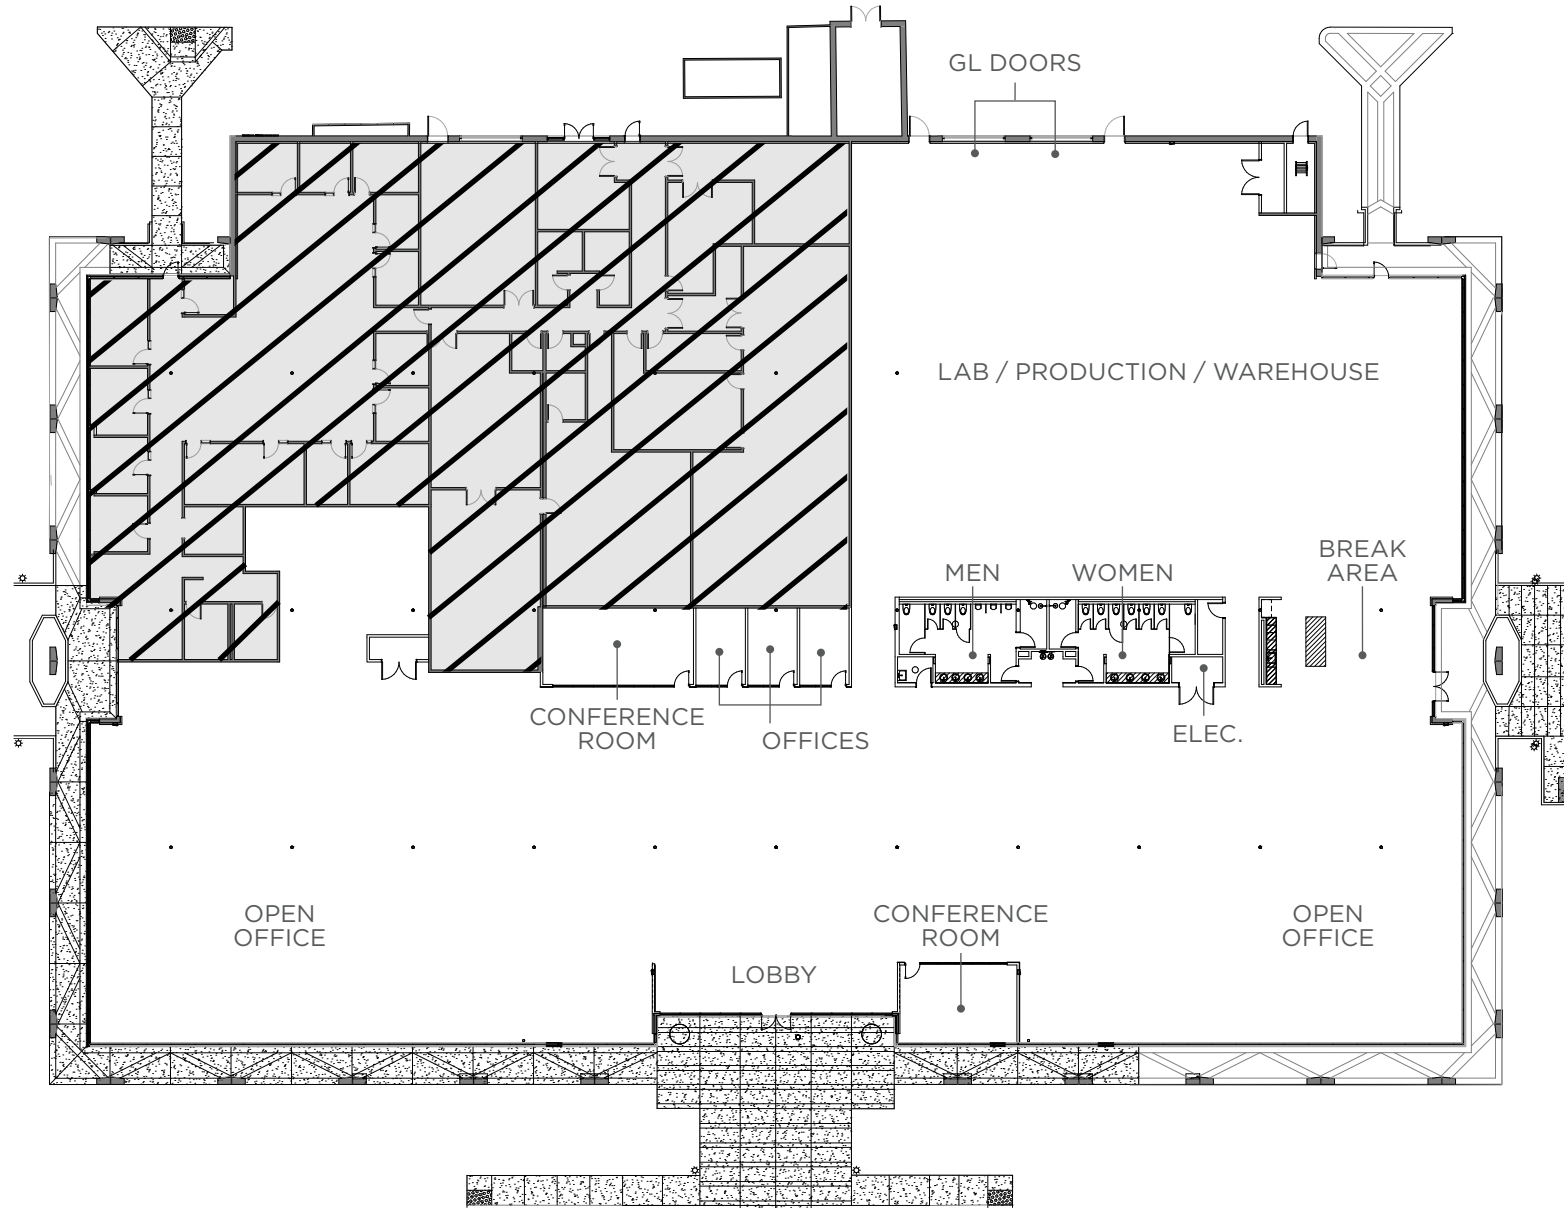 GL DOORS
LAB / PRODUCTION / WAREHOUSE
BREAK
AREA
MEN
WOMEN
CONFERENCE
ROOM
OFFICES
ELEC.
OPEN
OFFICE
CONFERENCE
ROOM
OPEN
OFFICE
LOBBY